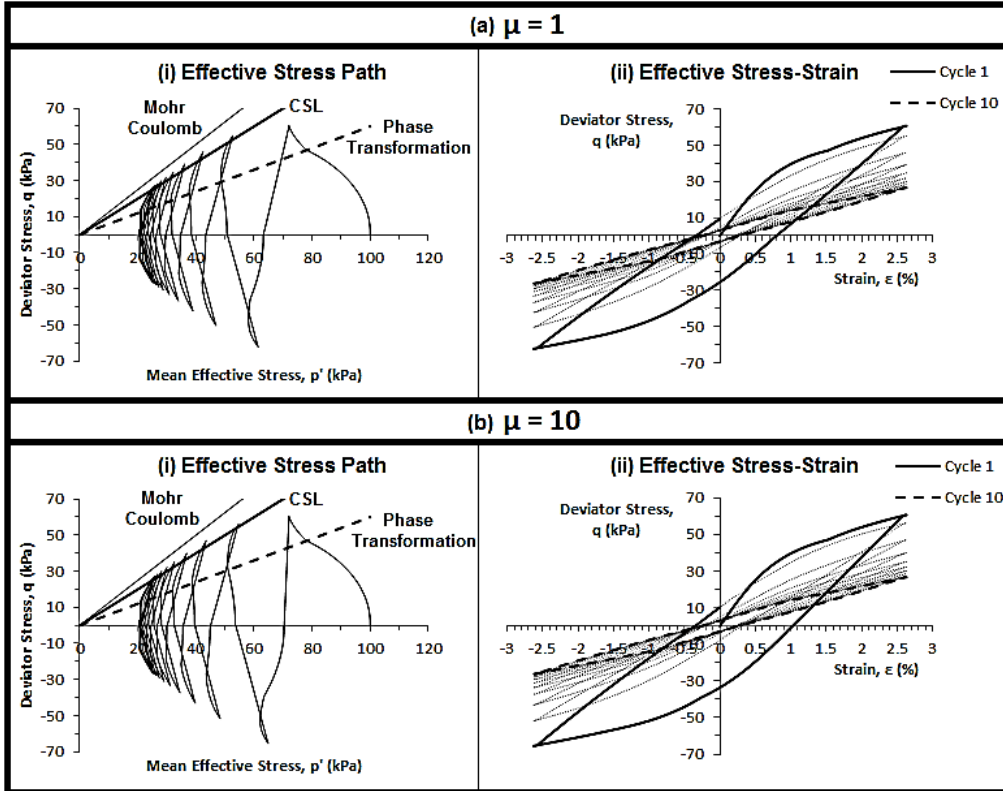 (a) μ = 1
(i) Effective Stress Path
Mohr
Coulomb
CSL
Phase
Transformation
Deviator Stress, q (kPa)
70
50
30
10
-10
-30
-50
-70
0 20 40 60 80 100 120
Mean Effective Stress, p' (kPa)
(ii) Effective Stress-Strain
Cycle 1
Cycle 10
Deviator Stress,
q (kPa)
70
50
30
10
-10
-30
-50
-70
-3 -2.5 -2 -1.5 -1 -0.5 0 0.5 1 1.5 2 2.5 3
Strain, ε (%)
(b) μ = 10
(i) Effective Stress Path
Mohr
Coulomb
CSL
Phase
Transformation
Deviator Stress, q (kPa)
70
50
30
10
-10
-30
-50
-70
0 20 40 60 80 100 120
Mean Effective Stress, p' (kPa)
(ii) Effective Stress-Strain
Cycle 1
Cycle 10
Deviator Stress,
q (kPa)
70
50
30
10
-10
-30
-50
-70
-3 -2.5 -2 -1.5 -1 -0.5 0 0.5 1 1.5 2 2.5 3
Strain, ε (%)